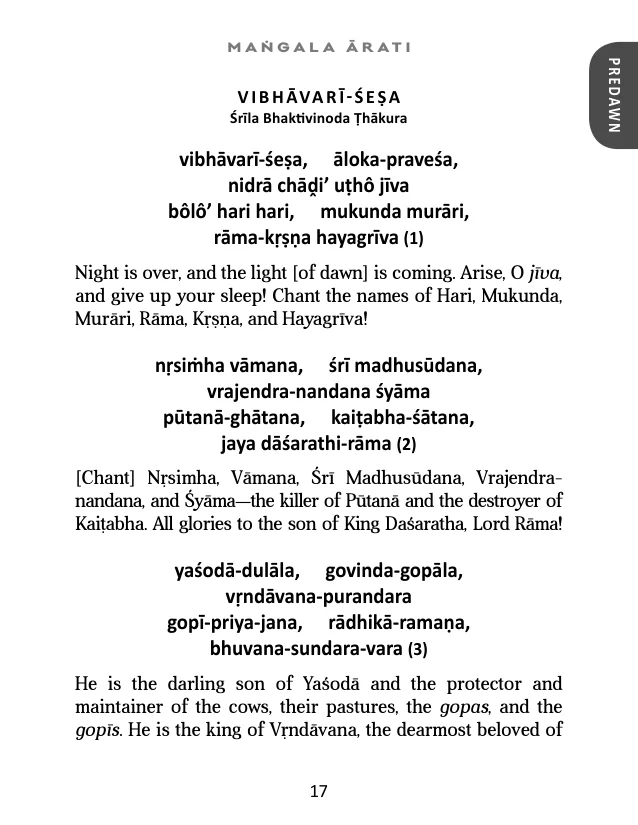 MAṄGALA ĀRATI
PREDAWN
VIBHĀVARĪ-ŚEṢA
Śrīla Bhaktivinoda Ṭhākura
vibhāvarī-śeṣa, āloka-praveśa,
nidrā chāḓi’ uṭhô jīva
bôlô’ hari hari, mukunda murāri,
rāma-kṛṣṇa hayagrīva (1)
Night is over, and the light [of dawn] is coming. Arise, O jīva,
and give up your sleep! Chant the names of Hari, Mukunda,
Murāri, Rāma, Kṛṣṇa, and Hayagrīva!
nṛsiṁha vāmana, śrī madhusūdana,
vrajendra-nandana śyāma
pūtanā-ghātana, kaiṭabha-śātana,
jaya dāśarathi-rāma (2)
[Chant] Nṛsimha, Vāmana, Śrī Madhusūdana, Vrajendra-
nandana, and Śyāma—the killer of Pūtanā and the destroyer of
Kaiṭabha. All glories to the son of King Daśaratha, Lord Rāma!
yaśodā-dulāla, govinda-gopāla,
vṛndāvana-purandara
gopī-priya-jana, rādhikā-ramaṇa,
bhuvana-sundara-vara (3)
He is the darling son of Yaśodā and the protector and
maintainer of the cows, their pastures, the gopas, and the
gopīs. He is the king of Vṛndāvana, the dearmost beloved of
17